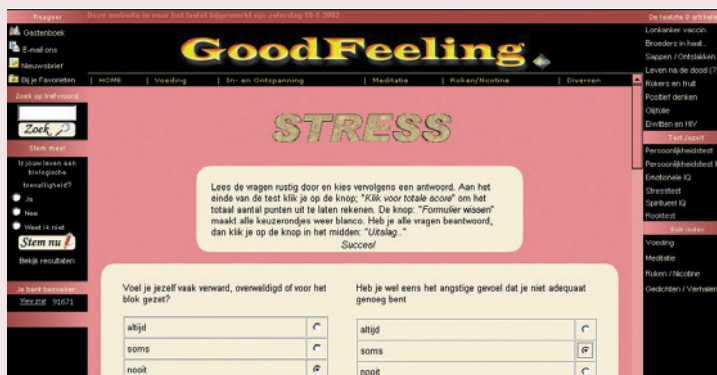 Reageer
Deze website is voor het laatst bijgewerkt op: zaterdag 19-1-2002
De laatste 9 artikele
Gastenboek
E-mail ons
Nieuwsbrief
Bij je Favorieten
GoodFeeling
HOME | Voeding | In- en Ontspanning | Meditatie | Roken/Nicotine | Diversen
Zoek op trefwoord
Zoek
Stem mee!
Is jouw leven een
biologische
toevalligheid?
Ja
Nee
Weet ik niet
Stem nu !
Bekijk resultaten
Je bent bezoeker:
View stat 91671
STRESS
Lees de vragen rustig door en kies vervolgens een antwoord. Aan het
einde van de test klik je op de knop; "Klik voor totale score" om het
totaal aantal punten uit te laten rekenen. De knop: "Formulier wissen"
maakt alle keuzerondjes weer blanco. Heb je alle vragen beantwoord,
dan klik je op de knop in het midden: "Uitslag.."
Succes!
Voel je jezelf vaak verward, overweldigd of voor het
blok gezet?
altijd
soms
nooit
Heb je wel eens het angstige gevoel dat je niet adequaat
genoeg bent
altijd
soms
nooit
Lonkanker vaccin
Broeders in haat..
Sappen / Ontslakken
Leven na de dood (?
Rokers en fruit
Positief denken
Olijfolie
Eiwitten en HIV
Test Jezelf
Persoonlijkheidstest
Persoonlijkheidstest
Emotionele IQ
Stresstest
Spiritueel IQ
Rooktest
Sub index
Voeding
Meditatie
Roken / Nicotine
Gedichten / Verhalen